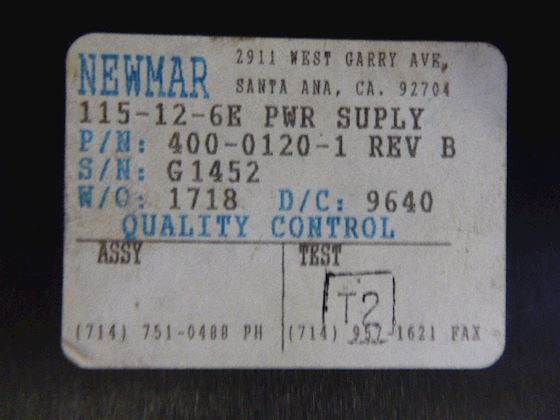 NEWMAR
2911 WEST GARRY AVE,
SANTA ANA, CA. 92704
115-12-6E PWR SUPLY
P/N: 400-0120-1 REV B
S/N: G1452
W/O: 1718 D/C: 9640
QUALITY CONTROL
ASSY TEST
T2
(714) 751-0488 PH (714) 957-1621 FAX